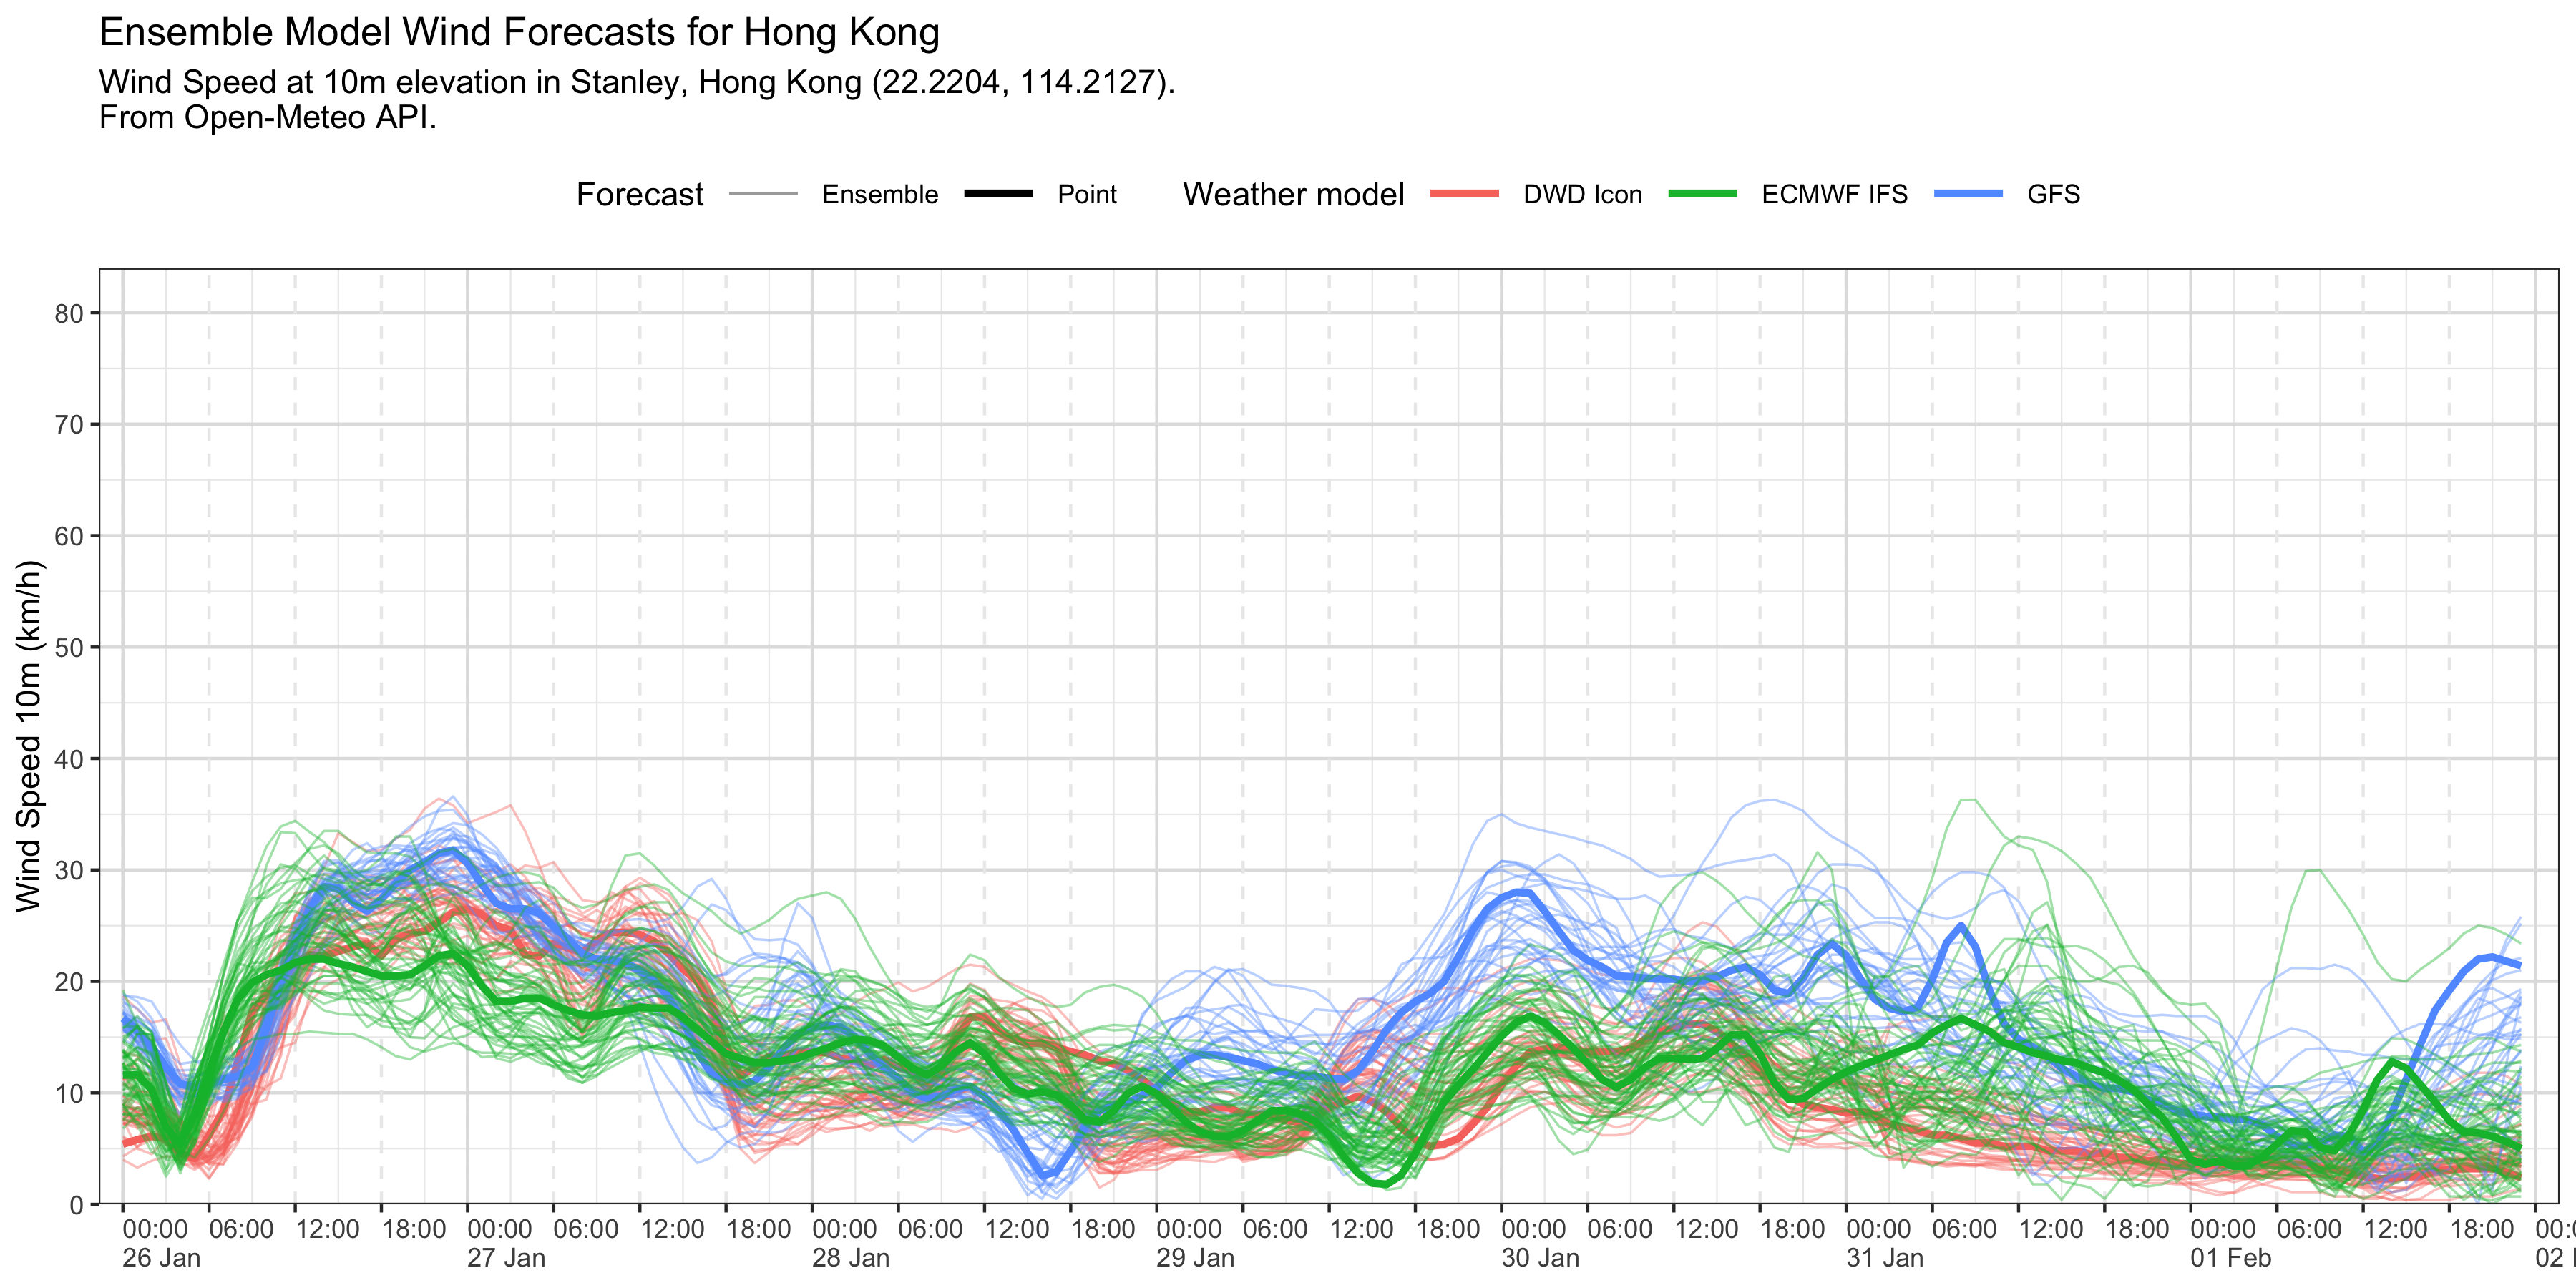 Ensemble Model Wind Forecasts for Hong Kong
Wind Speed at 10m elevation in Stanley, Hong Kong (22.2204, 114.2127).
From Open-Meteo API.
Forecast Ensemble Point Weather model DWD Icon ECMWF IFS GFS
Wind Speed 10m (km/h)
80
70
60
50
40
30
20
10
0
00:00 06:00 12:00 18:00 00:00 06:00 12:00 18:00 00:00 06:00 12:00 18:00 00:00 06:00 12:00 18:00 00:00 06:00 12:00 18:00 00:00 06:00 12:00 18:00 00:00 06:00 12:00 18:00
26 Jan 27 Jan 28 Jan 29 Jan 30 Jan 31 Jan 01 Feb 02